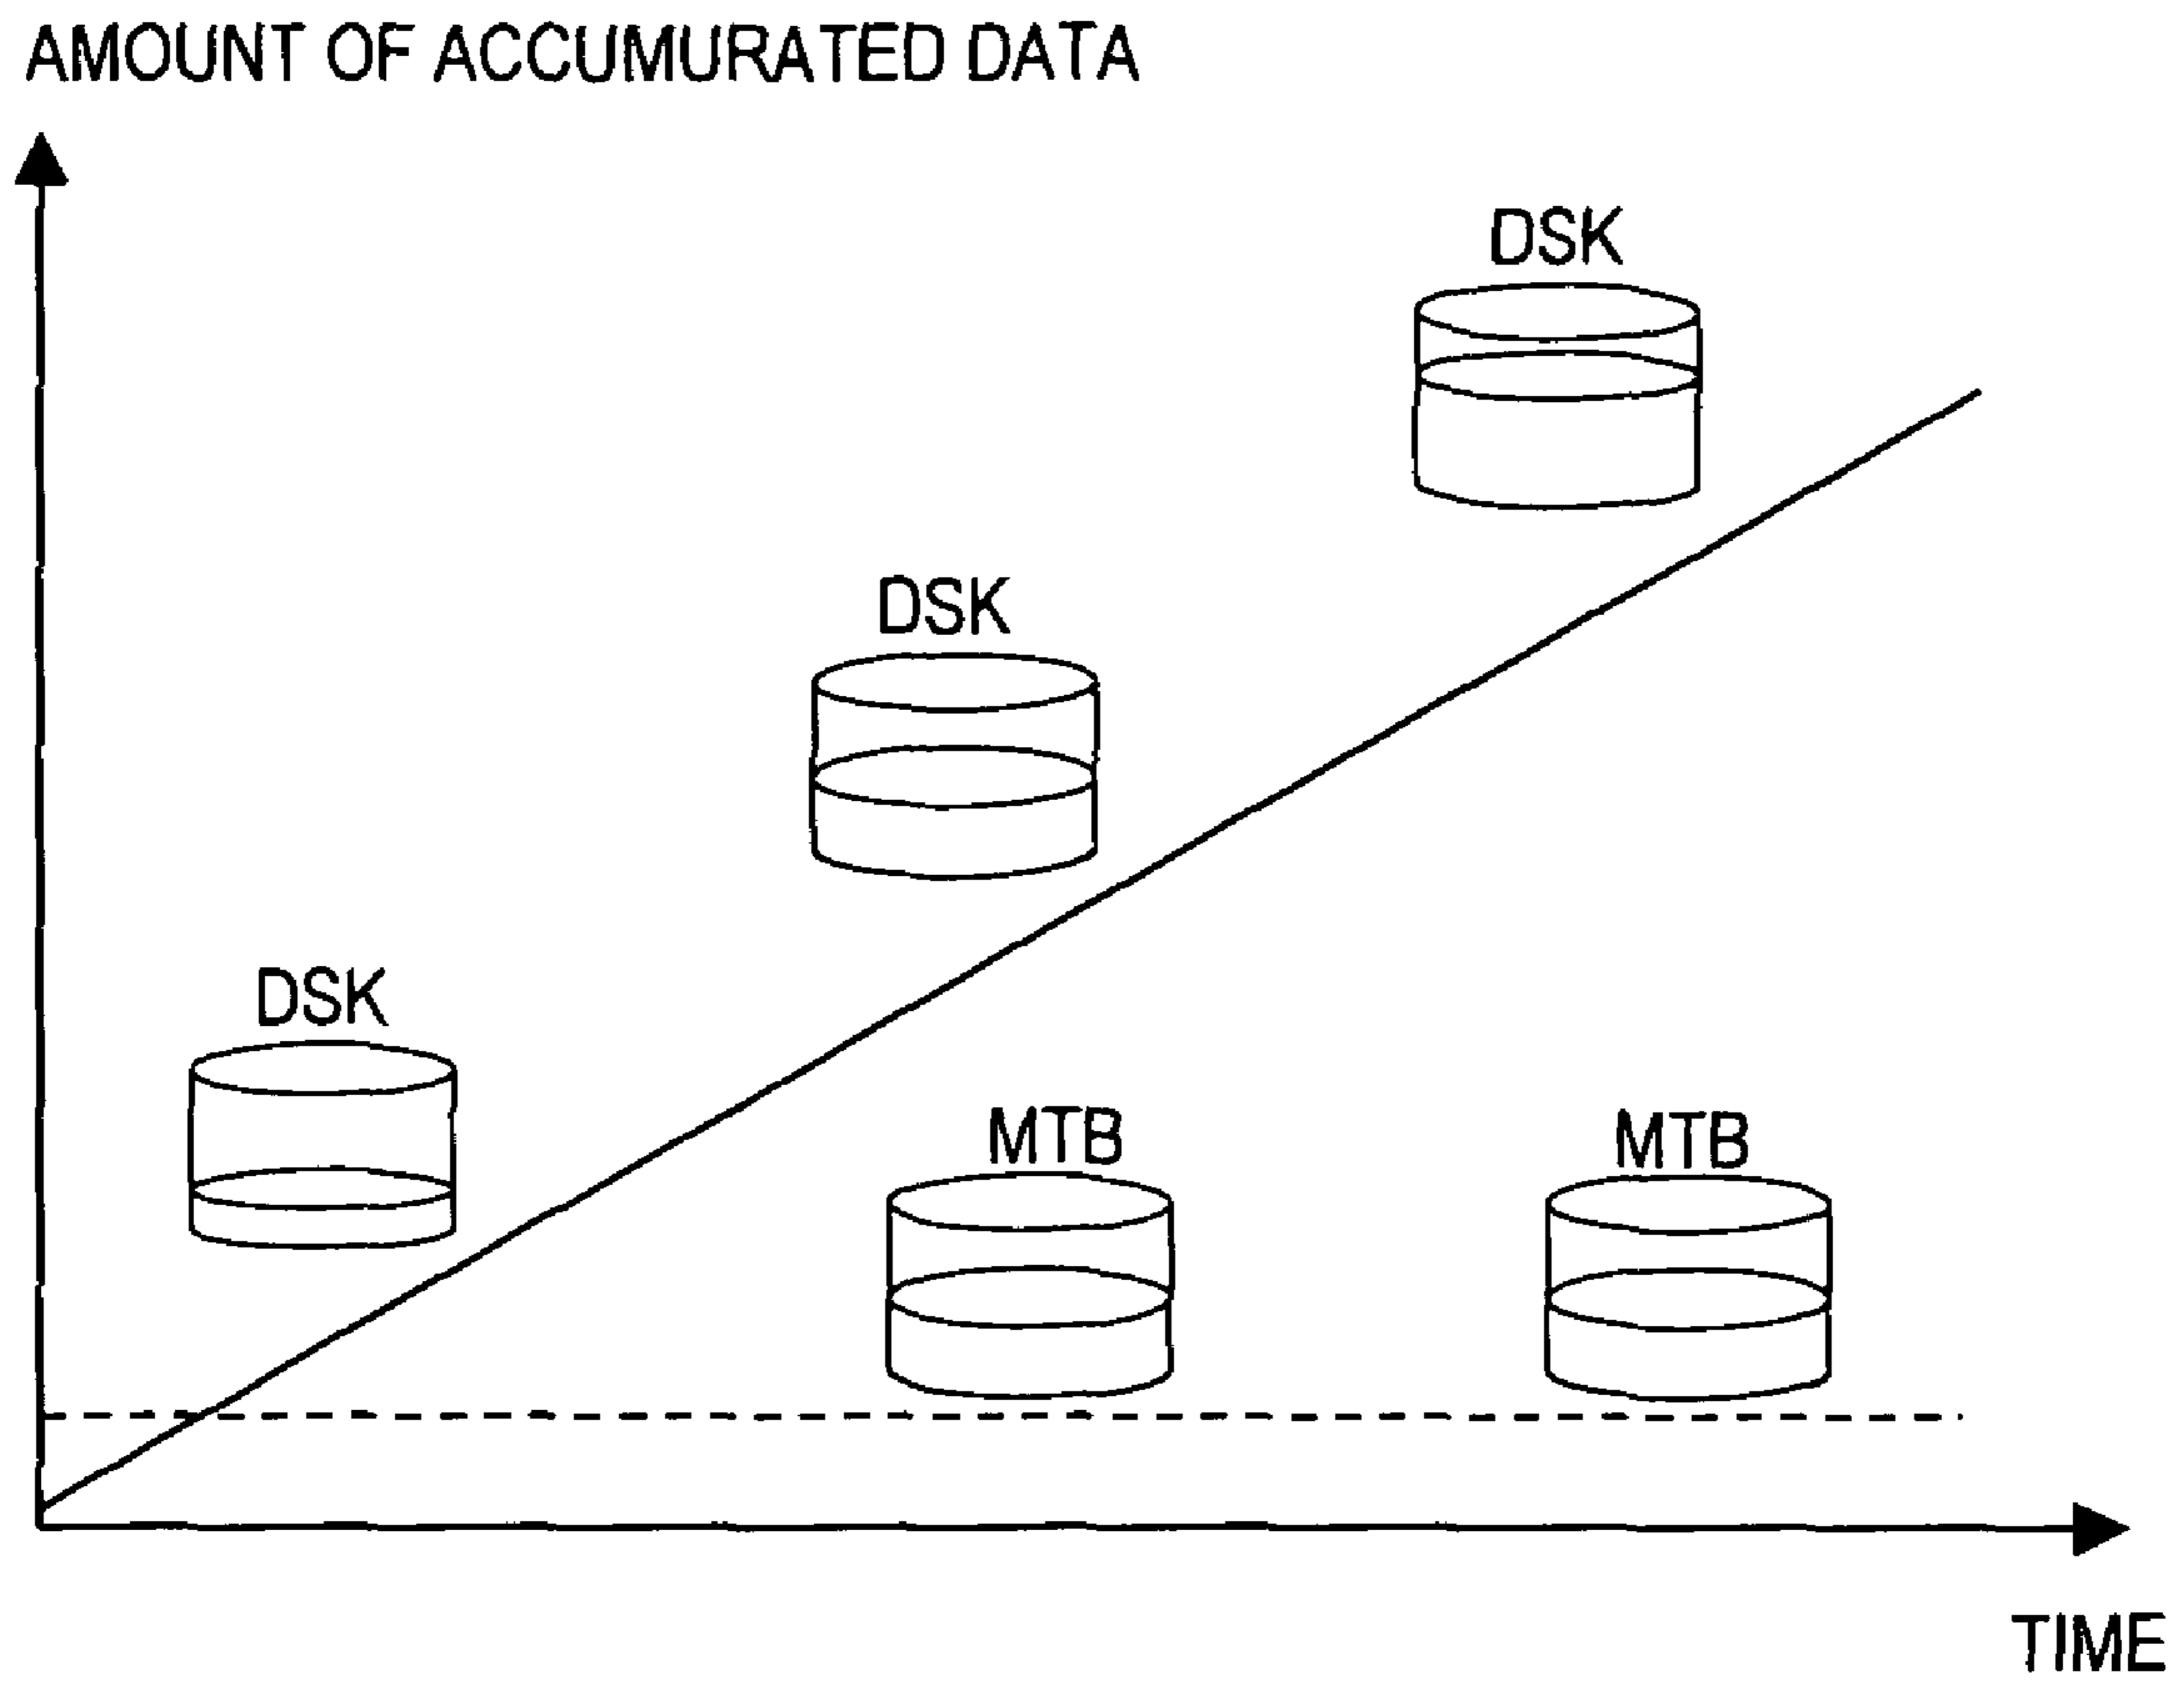 AMOUNT OF ACCUMURATED DATA
DSK
DSK
DSK
MTB
MTB
TIME